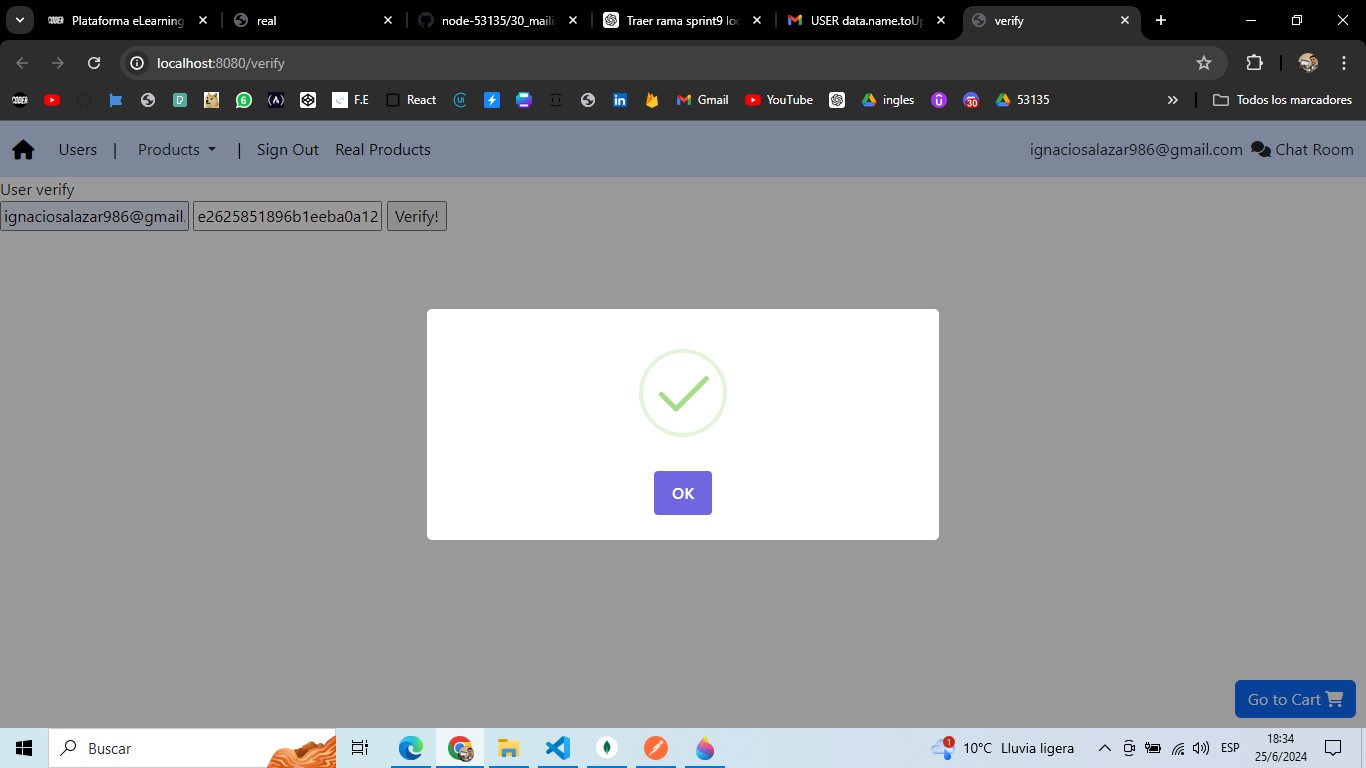 Plataforma eLearning
real
node-53135/30_maili
Traer rama sprint9 loc
USER data.name.toUp
verify
localhost:8080/verify
F.E
React
Gmail
YouTube
ingles
30
53135
Todos los marcadores
Users | Products | Sign Out Real Products
ignaciosalazar986@gmail.com Chat Room
User verify
ignaciosalazar986@gmail. e2625851896b1eeba0a12 Verify!
OK
Go to Cart
Buscar
1
10°C Lluvia ligera
ESP
18:34
25/6/2024